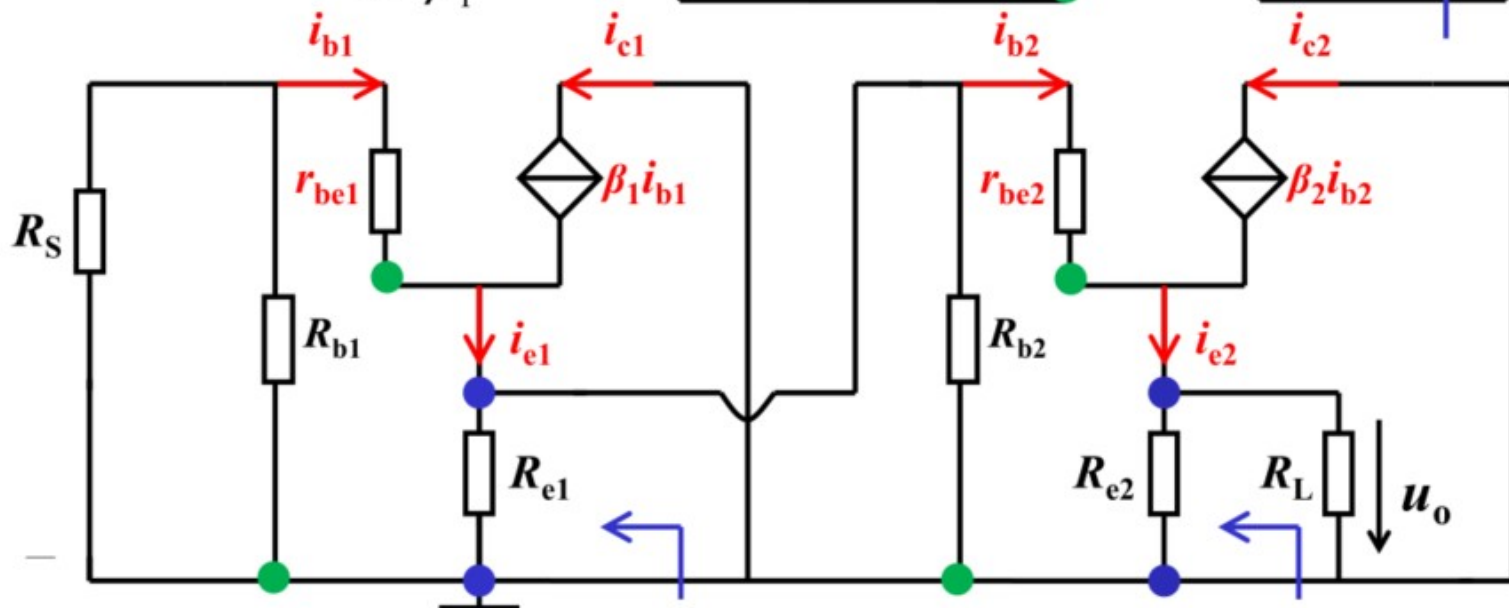 i_b1 i_c1 i_b2 i_c2
r_be1 β_1i_b1 r_be2 β_2i_b2
R_S
R_b1 i_e1 R_b2 i_e2
R_e1 R_e2 R_L u_o